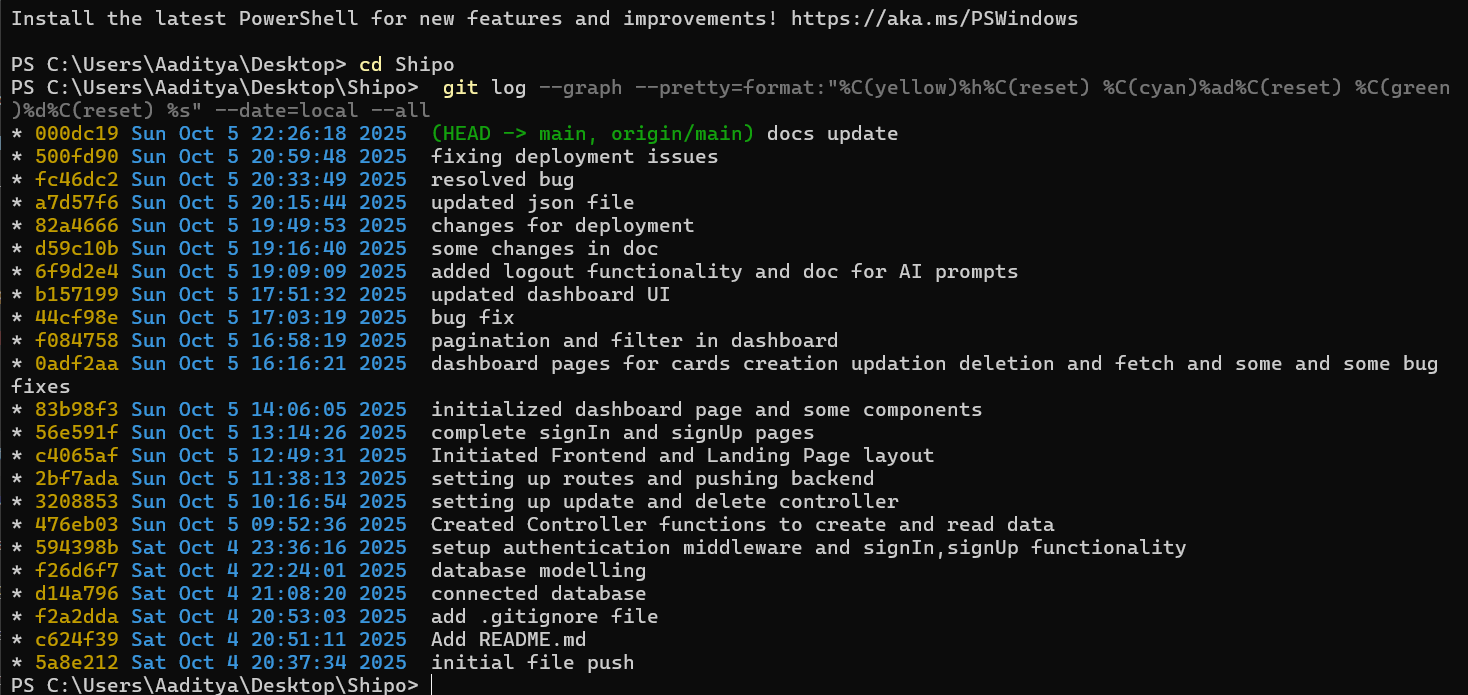 Install the latest PowerShell for new features and improvements! https://aka.ms/PSWindows
PS C:\Users\Aaditya\Desktop> cd Shipo
PS C:\Users\Aaditya\Desktop\Shipo>  git log --graph --pretty=format:"%C(yellow)%h%C(reset) %C(cyan)%ad%C(reset) %C(green
)%d%C(reset) %s" --date=local --all
* 000dc19 Sun Oct 5 22:26:18 2025  (HEAD -> main, origin/main) docs update
* 500fd90 Sun Oct 5 20:59:48 2025  fixing deployment issues
* fc46dc2 Sun Oct 5 20:33:49 2025  resolved bug
* a7d57f6 Sun Oct 5 20:15:44 2025  updated json file
* 82a4666 Sun Oct 5 19:49:53 2025  changes for deployment
* d59c10b Sun Oct 5 19:16:40 2025  some changes in doc
* 6f9d2e4 Sun Oct 5 19:09:09 2025  added logout functionality and doc for AI prompts
* b157199 Sun Oct 5 17:51:32 2025  updated dashboard UI
* 44cf98e Sun Oct 5 17:03:19 2025  bug fix
* f084758 Sun Oct 5 16:58:19 2025  pagination and filter in dashboard
* 0adf2aa Sun Oct 5 16:16:21 2025  dashboard pages for cards creation updation deletion and fetch and some and some bug
fixes
* 83b98f3 Sun Oct 5 14:06:05 2025  initialized dashboard page and some components
* 56e591f Sun Oct 5 13:14:26 2025  complete signIn and signUp pages
* c4065af Sun Oct 5 12:49:31 2025  Initiated Frontend and Landing Page layout
* 2bf7ada Sun Oct 5 11:38:13 2025  setting up routes and pushing backend
* 3208853 Sun Oct 5 10:16:54 2025  setting up update and delete controller
* 476eb03 Sun Oct 5 09:52:36 2025  Created Controller functions to create and read data
* 594398b Sat Oct 4 23:36:16 2025  setup authentication middleware and signIn,signUp functionality
* f26d6f7 Sat Oct 4 22:24:01 2025  database modelling
* d14a796 Sat Oct 4 21:08:20 2025  connected database
* f2a2dda Sat Oct 4 20:53:03 2025  add .gitignore file
* c624f39 Sat Oct 4 20:51:11 2025  Add README.md
* 5a8e212 Sat Oct 4 20:37:34 2025  initial file push
PS C:\Users\Aaditya\Desktop\Shipo>